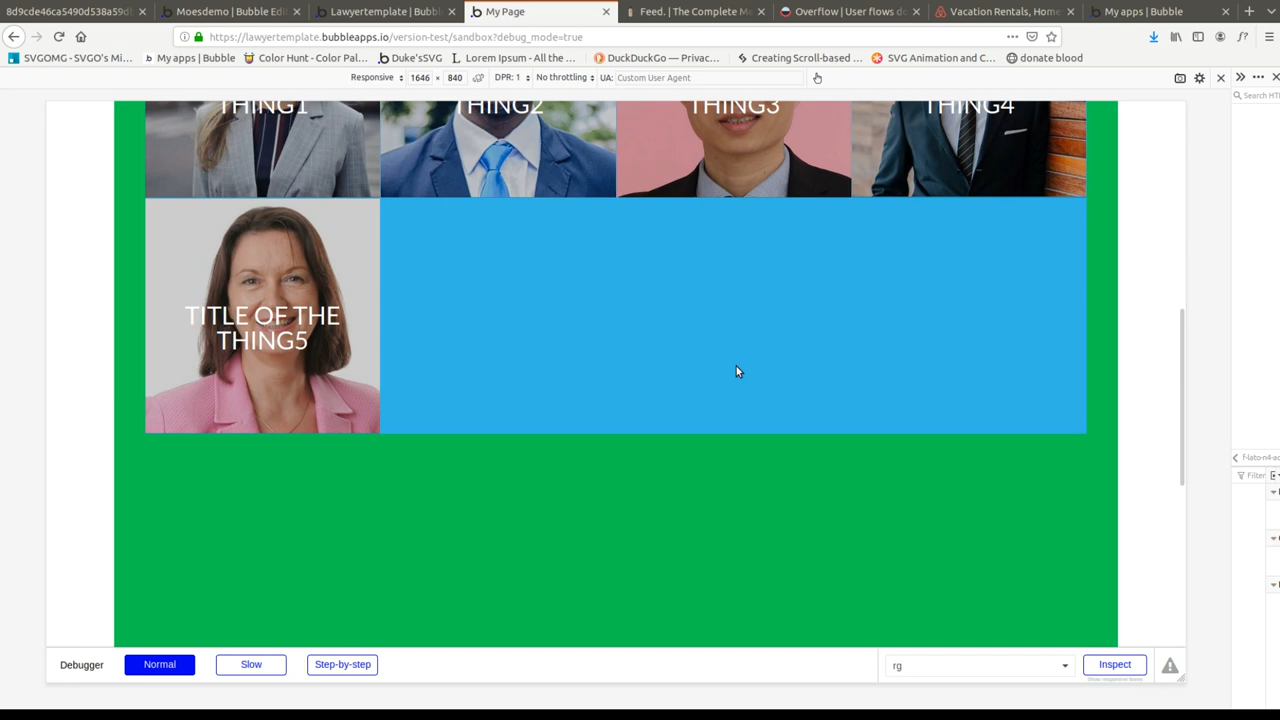 8d9cde46ca5490d538a59d
Moesdemo | Bubble Edi
Lawyertemplate | Bubbl
My Page
Feed. | The Complete M
Overflow | User flows d
Vacation Rentals, Home
My apps | Bubble
https://lawyertemplate.bubbleapps.io/version-test/sandbox?debug_mode=true
SVGOMG - SVGO's Mi…
My apps | Bubble
Color Hunt - Color Pal…
Duke'sSVG
Lorem Ipsum - All the …
DuckDuckGo — Privac…
Creating Scroll-based …
SVG Animation and C…
donate blood
Responsive 1646 × 840 DPR: 1 No throttling UA: Custom User Agent
Search HT
THING1
THING2
THING3
THING4
TITLE OF THE
THING5
Filter
Debugger
Normal
Slow
Step-by-step
rg
Inspect